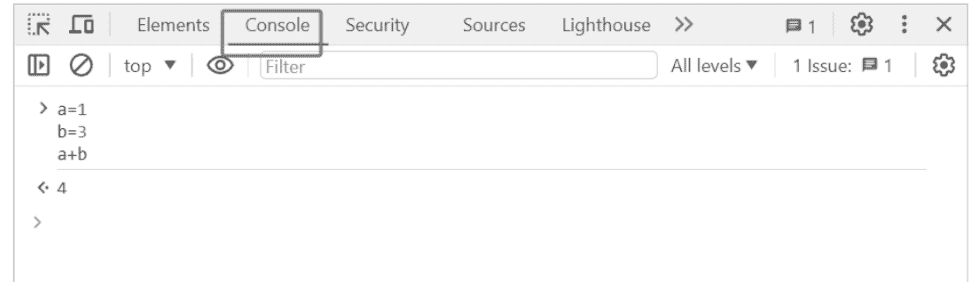 Elements Console Security Sources Lighthouse 1
top Filter All levels 1 Issue: 1
a=1
b=3
a+b
4